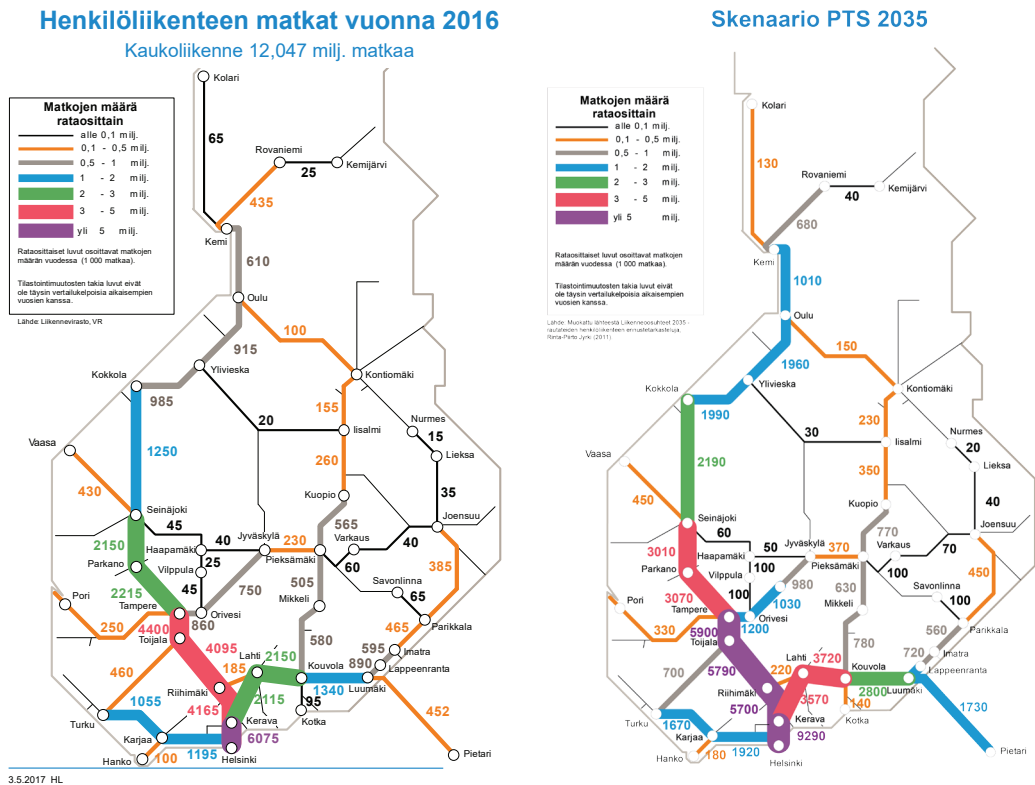 Henkilöliikenteen matkat vuonna 2016
Kaukoliikenne 12,047 milj. matkaa
Matkojen määrä
rataosittain
alle 0,1 milj.
0,1 - 0,5 milj.
0,5 - 1 milj.
1 - 2 milj.
2 - 3 milj.
3 - 5 milj.
yli 5 milj.
Rataosittaiset luvut osoittavat matkojen
määrän vuodessa (1 000 matkaa).
Tilastointimuutosten takia luvut eivät
ole täysin vertailukelpoisia aikaisempien
vuosien kanssa.
Lähde: Liikennevirasto, VR
Kolari
65
Rovaniemi
25
Kemijärvi
435
Kemi
610
Oulu
100
915
Ylivieska
Kokkola
985
Kontiomäki
155
20
Nurmes
Iisalmi
15
Vaasa
1250
Lieksa
260
430
35
Kuopio
Seinäjoki
45
565
Joensuu
2150
40
Jyväskylä
230
Varkaus
40
Haapamäki
25
Pieksämäki
60
Parkano
Vilppula
385
2215
45
750
505
Savonlinna
65
Pori
Tampere
Mikkeli
250
860
Orivesi
4400
465
Parikkala
Toijala
4095
580
595
Imatra
460
185
Lahti
2150
Kouvola
890
Lappeenranta
1340
Luumäki
Riihimäki
2115
95
1055
4165
452
Turku
Kerava
Kotka
Karjaa
6075
Hanko
100
1195
Helsinki
Pietari
3.5.2017 HL
Skenaario PTS 2035
Matkojen määrä
rataosittain
alle 0,1 milj.
0,1 - 0,5 milj.
0,5 - 1 milj.
1 - 2 milj.
2 - 3 milj.
3 - 5 milj.
yli 5 milj.
Rataosittaiset luvut osoittavat matkojen
määrän vuodessa (1 000 matkaa).
Tilastointimuutosten takia luvut eivät
ole täysin vertailukelpoisia aikaisempien
vuosien kanssa.
Lähde: Muokattu lähteestä Liikenneosuhteet 2035 -
rautateiden henkilöliikenteen ennustetarkasteluja,
Rinta-Piirto Jyrki (2011)
Kolari
130
Rovaniemi
40
Kemijärvi
680
Kemi
1010
Oulu
150
1960
Ylivieska
Kokkola
1990
Kontiomäki
230
30
Nurmes
Iisalmi
20
Vaasa
2190
Lieksa
350
450
40
Kuopio
Seinäjoki
60
770
Joensuu
3010
50
Jyväskylä
370
Varkaus
70
Haapamäki
100
Pieksämäki
100
Parkano
Vilppula
980
630
450
3070
100
1030
Savonlinna
100
Pori
Tampere
Mikkeli
330
Orivesi
5900
1200
560
Parikkala
Toijala
780
Imatra
5790
700
220
Lahti
3720
Kouvola
720
Lappeenranta
2800
Luumäki
Riihimäki
3570
140
5700
1730
Turku
1670
Kerava
Kotka
Karjaa
9290
Hanko
180
1920
Helsinki
Pietari